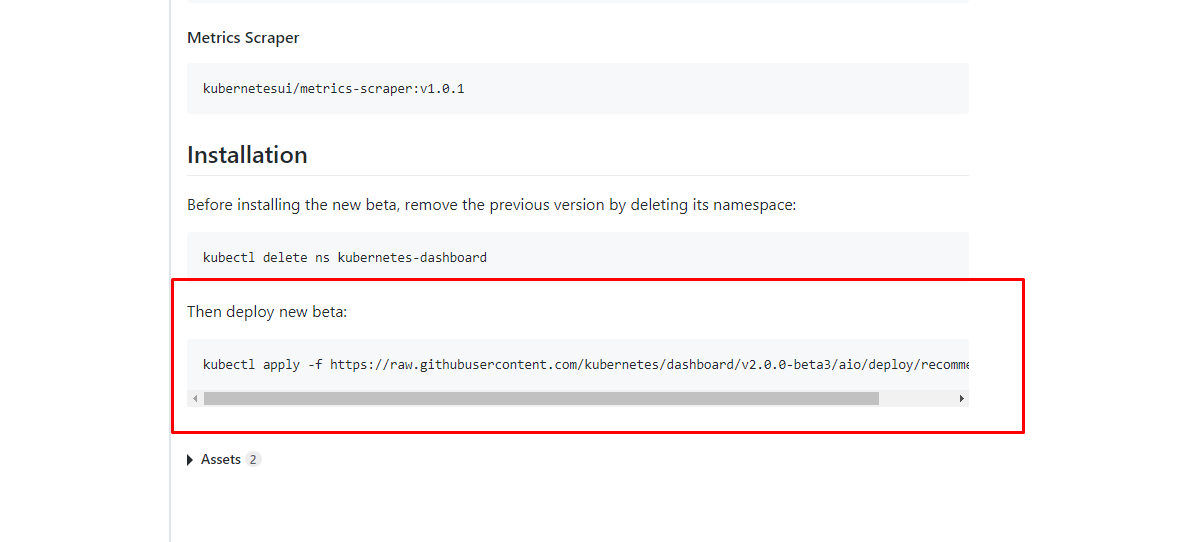 Metrics Scraper
kubernetesui/metrics-scraper:v1.0.1
Installation
Before installing the new beta, remove the previous version by deleting its namespace:
kubectl delete ns kubernetes-dashboard
Then deploy new beta:
kubectl apply -f https://raw.githubusercontent.com/kubernetes/dashboard/v2.0.0-beta3/aio/deploy/recomme
Assets 2